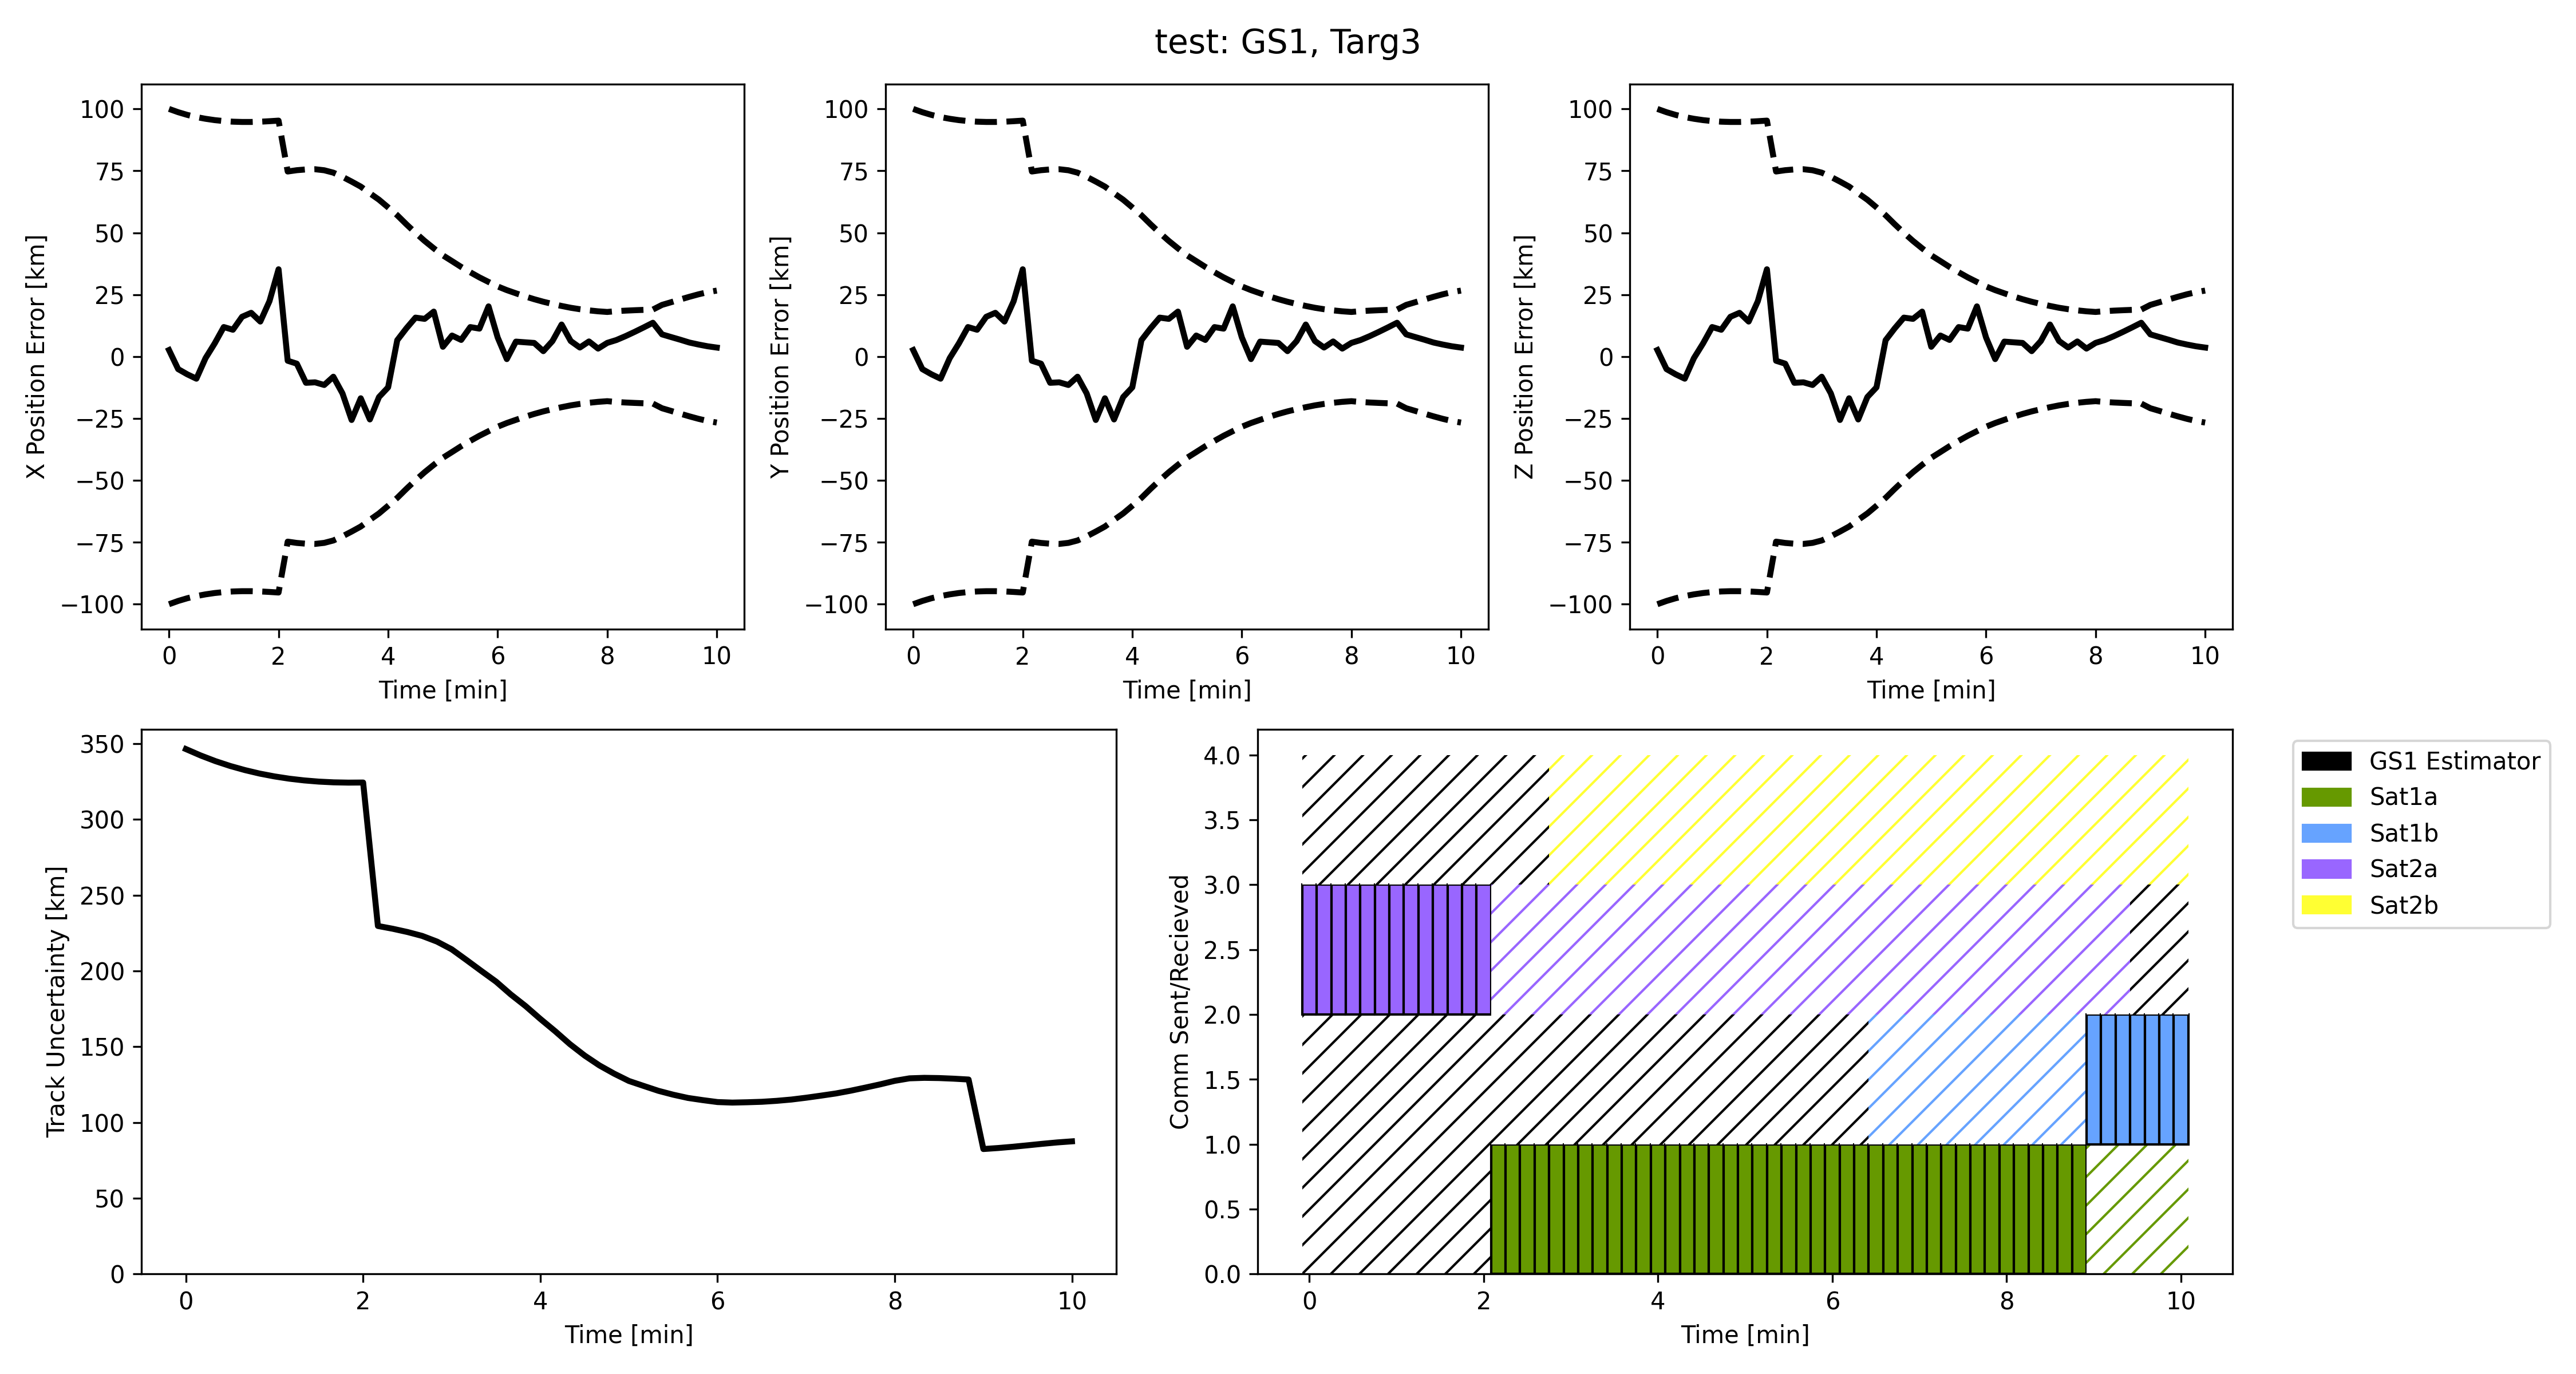 test: GS1, Targ3
X Position Error [km]
100
75
50
25
0
−25
−50
−75
−100
0 2 4 6 8 10
Time [min]
Y Position Error [km]
100
75
50
25
0
−25
−50
−75
−100
0 2 4 6 8 10
Time [min]
Z Position Error [km]
100
75
50
25
0
−25
−50
−75
−100
0 2 4 6 8 10
Time [min]
Track Uncertainty [km]
350
300
250
200
150
100
50
0
0 2 4 6 8 10
Time [min]
Comm Sent/Recieved
4.0
3.5
3.0
2.5
2.0
1.5
1.0
0.5
0.0
0 2 4 6 8 10
Time [min]
GS1 Estimator
Sat1a
Sat1b
Sat2a
Sat2b